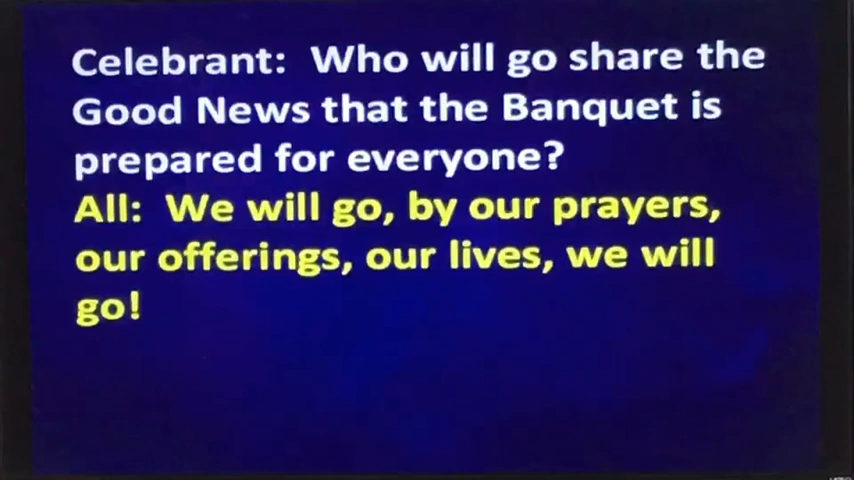 Celebrant: Who will go share the
Good News that the Banquet is
prepared for everyone?
All: We will go, by our prayers,
our offerings, our lives, we will
go!